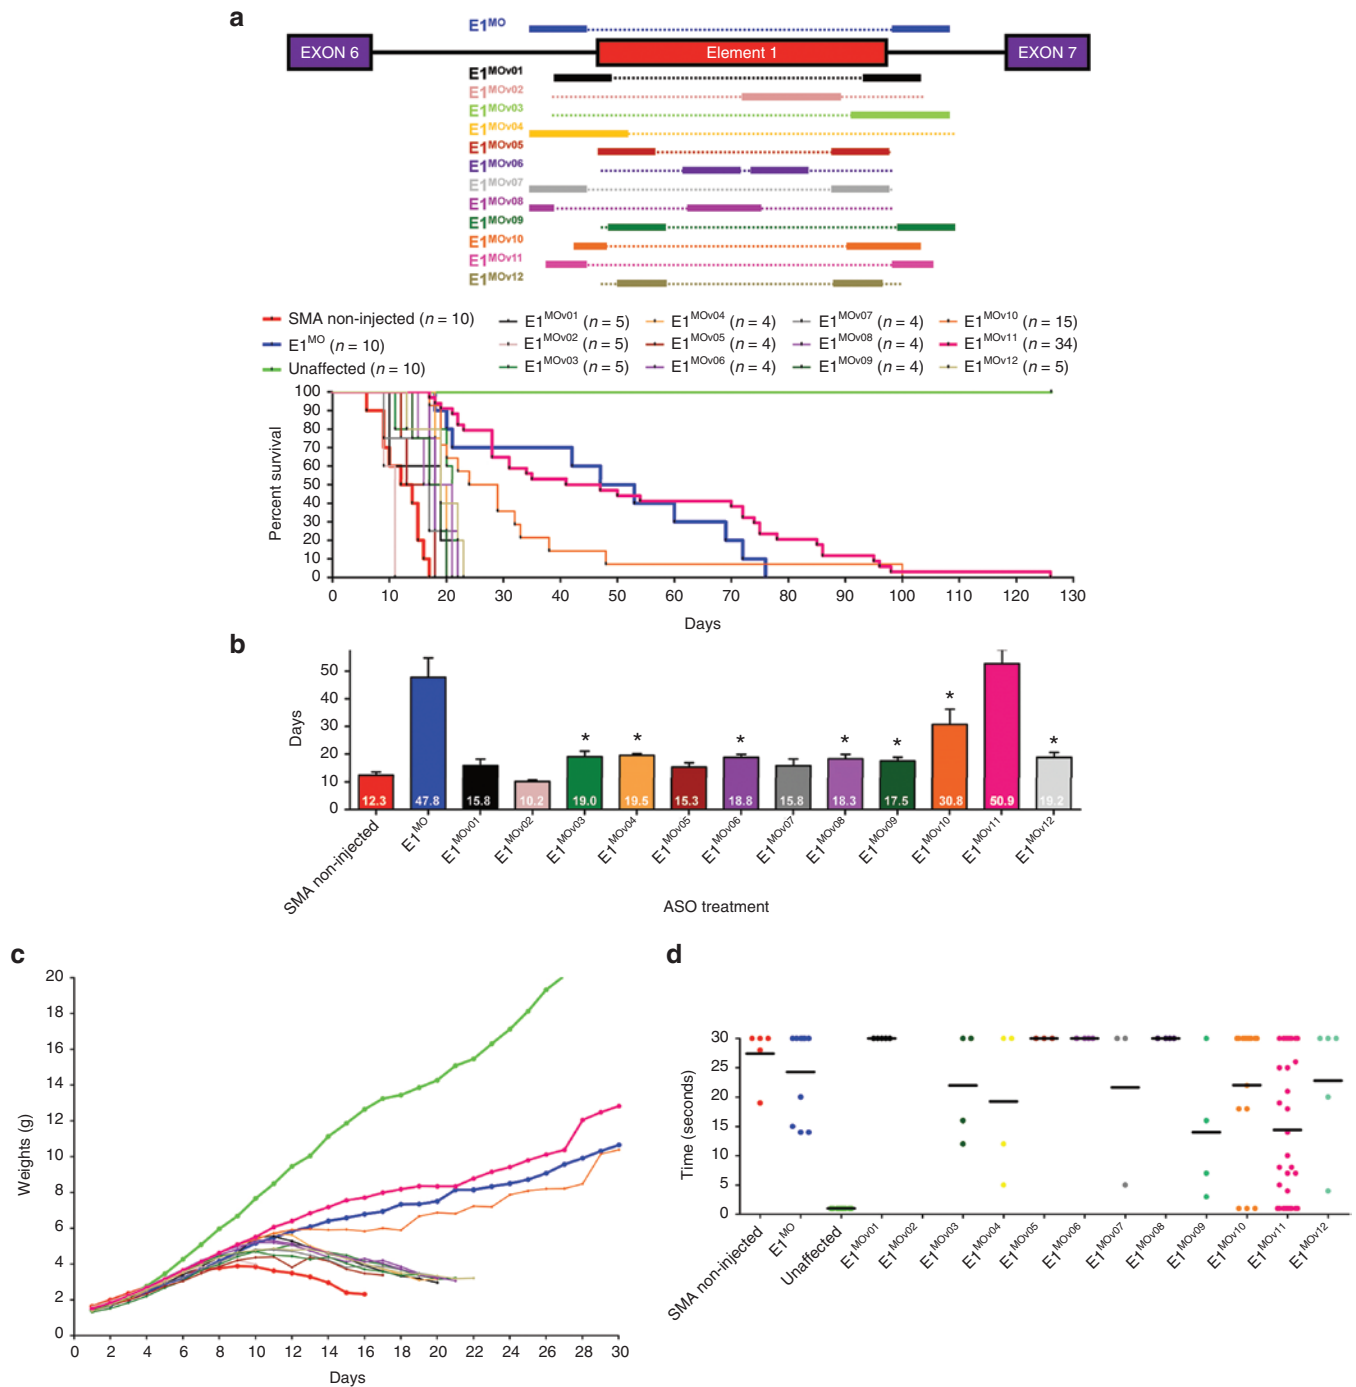 a
E1MO
EXON 6
Element 1
EXON 7
E1MOv01
E1MOv02
E1MOv03
E1MOv04
E1MOv05
E1MOv06
E1MOv07
E1MOv08
E1MOv09
E1MOv10
E1MOv11
E1MOv12
SMA non-injected (n = 10)
E1MO (n = 10)
Unaffected (n = 10)
E1MOv01 (n = 5)
E1MOv02 (n = 5)
E1MOv03 (n = 5)
E1MOv04 (n = 4)
E1MOv05 (n = 4)
E1MOv06 (n = 4)
E1MOv07 (n = 4)
E1MOv08 (n = 4)
E1MOv09 (n = 4)
E1MOv10 (n = 15)
E1MOv11 (n = 34)
E1MOv12 (n = 5)
Percent survival
100
90
80
70
60
50
40
30
20
10
0
0 10 20 30 40 50 60 70 80 90 100 110 120 130
Days
b
Days
50
40
30
20
10
0
* * * * * * *
12.3 47.8 15.8 10.2 19.0 19.5 15.3 18.8 15.8 18.3 17.5 30.8 50.9 19.2
SMA non-injected E1MO E1MOv01 E1MOv02 E1MOv03 E1MOv04 E1MOv05 E1MOv06 E1MOv07 E1MOv08 E1MOv09 E1MOv10 E1MOv11 E1MOv12
ASO treatment
c
Weights (g)
20
18
16
14
12
10
8
6
4
2
0
0 2 4 6 8 10 12 14 16 18 20 22 24 26 28 30
Days
d
Time (seconds)
30
25
20
15
10
5
0
SMA non-injected E1MO Unaffected E1MOv01 E1MOv02 E1MOv03 E1MOv04 E1MOv05 E1MOv06 E1MOv07 E1MOv08 E1MOv09 E1MOv10 E1MOv11 E1MOv12